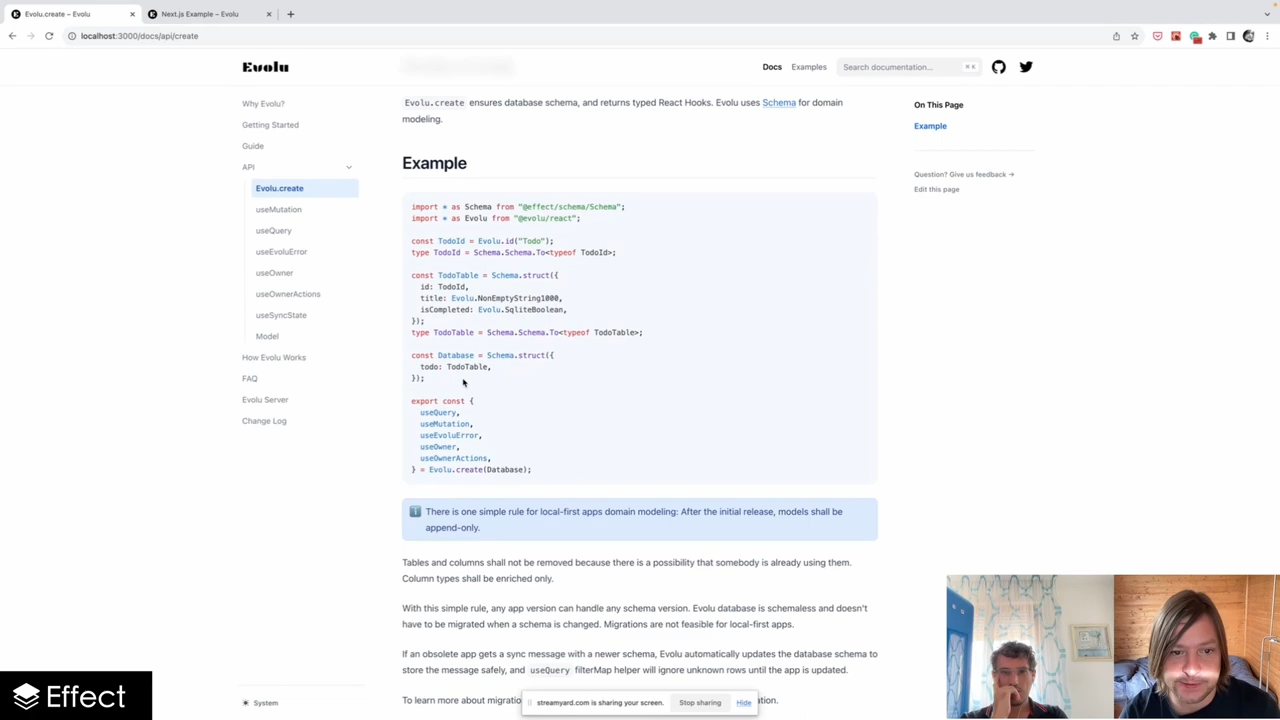 Evolu.create – Evolu
Next.js Example – Evolu
localhost:3000/docs/api/create
Evolu
Docs
Examples
Search documentation...
⌘ K
Why Evolu?
Getting Started
Guide
API
Evolu.create
useMutation
useQuery
useEvoluError
useOwner
useOwnerActions
useSyncState
Model
How Evolu Works
FAQ
Evolu Server
Change Log
System
Evolu.create ensures database schema, and returns typed React Hooks. Evolu uses Schema for domain
modeling.
Example
import * as Schema from "@effect/schema/Schema";
import * as Evolu from "@evolu/react";
const TodoId = Evolu.id("Todo");
type TodoId = Schema.Schema.To<typeof TodoId>;
const TodoTable = Schema.struct({
id: TodoId,
title: Evolu.NonEmptyString1000,
isCompleted: Evolu.SqliteBoolean,
});
type TodoTable = Schema.Schema.To<typeof TodoTable>;
const Database = Schema.struct({
todo: TodoTable,
});
export const {
useQuery,
useMutation,
useEvoluError,
useOwner,
useOwnerActions,
} = Evolu.create(Database);
There is one simple rule for local-first apps domain modeling: After the initial release, models shall be
append-only.
Tables and columns shall not be removed because there is a possibility that somebody is already using them.
Column types shall be enriched only.
With this simple rule, any app version can handle any schema version. Evolu database is schemaless and doesn't
have to be migrated when a schema is changed. Migrations are not feasible for local-first apps.
If an obsolete app gets a sync message with a newer schema, Evolu automatically updates the database schema to
store the message safely, and useQuery filterMap helper will ignore unknown rows until the app is updated.
To learn more about
On This Page
Example
Question? Give us feedback →
Edit this page
streamyard.com is sharing your screen.
Stop sharing
Hide
Effect